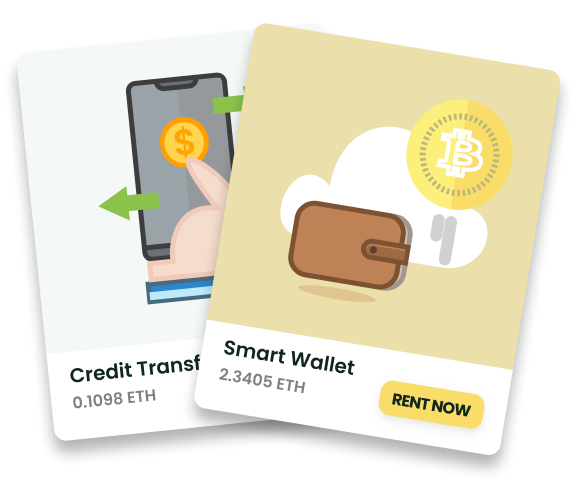 Credit Transf
0.1098 ETH
Smart Wallet
2.3405 ETH
RENT NOW